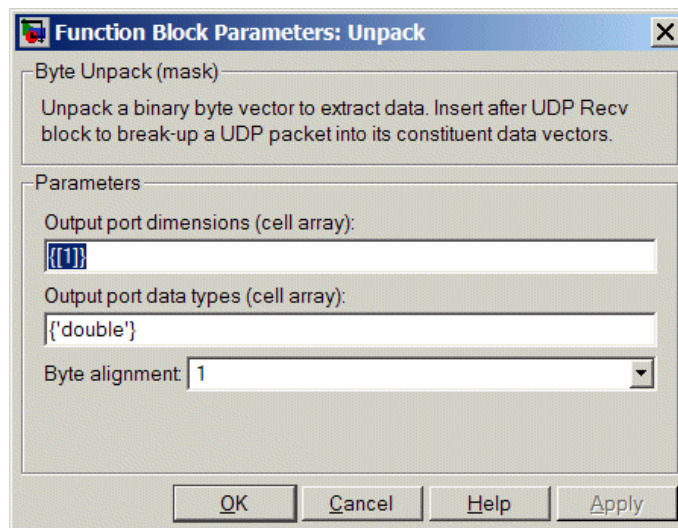 Function Block Parameters: Unpack
Byte Unpack (mask)
Unpack a binary byte vector to extract data. Insert after UDP Recv
block to break-up a UDP packet into its constituent data vectors.
Parameters
Output port dimensions (cell array):
{[1]}
Output port data types (cell array):
{'double'}
Byte alignment: 1
OK Cancel Help Apply